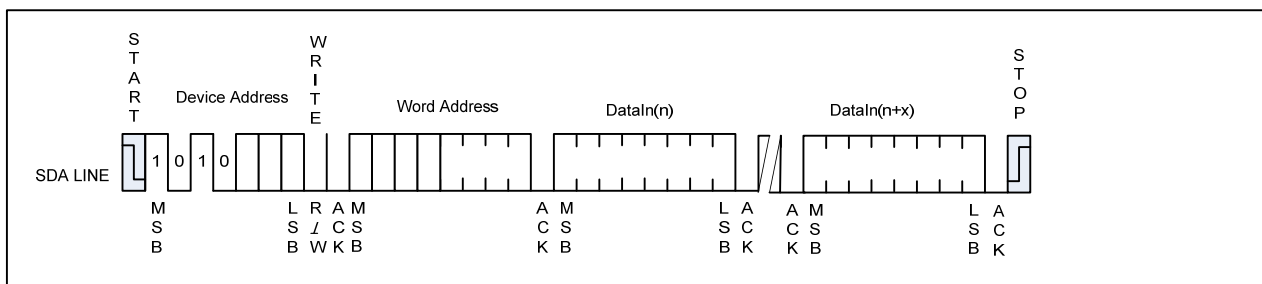 START
WRITE
STOP
Device Address
Word Address
DataIn(n)
DataIn(n+x)
SDA LINE
1 0 1 0
MSB
LSB
R/W
ACK
MSB
ACK
MSB
LSB
ACK
ACK
MSB
LSB
ACK